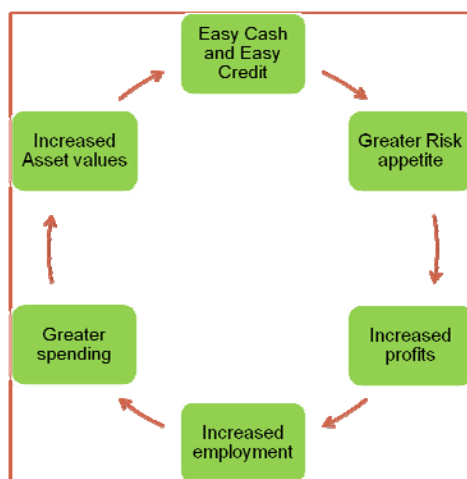 Easy Cash
and Easy
Credit
Greater Risk
appetite
Increased
profits
Increased
employment
Greater
spending
Increased
Asset values